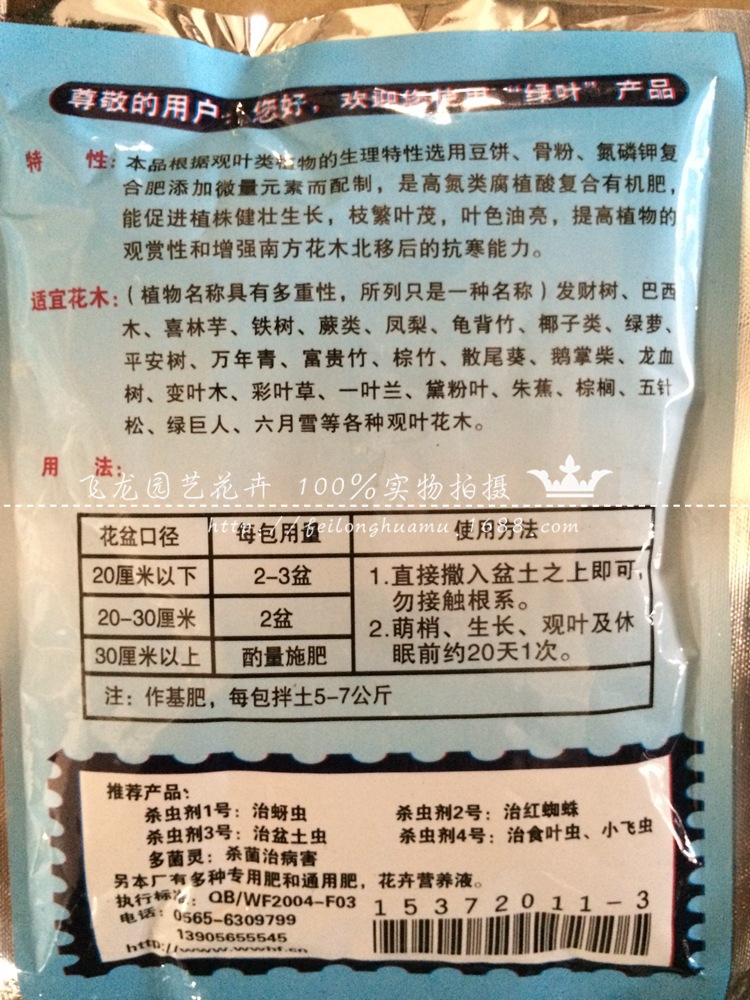 尊敬的用户：您好，欢迎您使用“绿叶”产品
特 性：本品根据观叶类植物的生理特性选用豆饼、骨粉、氮磷钾复
合肥添加微量元素而配制，是高氮类腐植酸复合有机肥，
能促进植株健壮生长，枝繁叶茂，叶色油亮，提高植物的
观赏性和增强南方花木北移后的抗寒能力。
适宜花木：（植物名称具有多重性，所列只是一种名称）发财树、巴西
木、喜林芋、铁树、蕨类、凤梨、龟背竹、椰子类、绿萝、
平安树、万年青、富贵竹、棕竹、散尾葵、鹅掌柴、龙血
树、变叶木、彩叶草、一叶兰、黛粉叶、朱蕉、棕榈、五针
松、绿巨人、六月雪等各种观叶花木。
用 法：
飞龙园艺花卉 100%实物拍摄
http://feilonghuamu.1688.com
花盆口径 每包用量 使用方法
20厘米以下 2-3盆
20-30厘米 2盆
30厘米以上 酌量施肥
1.直接撒入盆土之上即可，
勿接触根系。
2.萌梢、生长、观叶及休
眠前约20天1次。
注：作基肥，每包拌土5-7公斤
推荐产品：
杀虫剂1号：治蚜虫 杀虫剂2号：治红蜘蛛
杀虫剂3号：治盆土虫 杀虫剂4号：治食叶虫、小飞虫
多菌灵：杀菌治病害
另本厂有多种专用肥和通用肥，花卉营养液。
执行标准：QB/WF2004-F03
电话：0565-6309799
13905655545
http://www.wwhf.cn
15372011-3